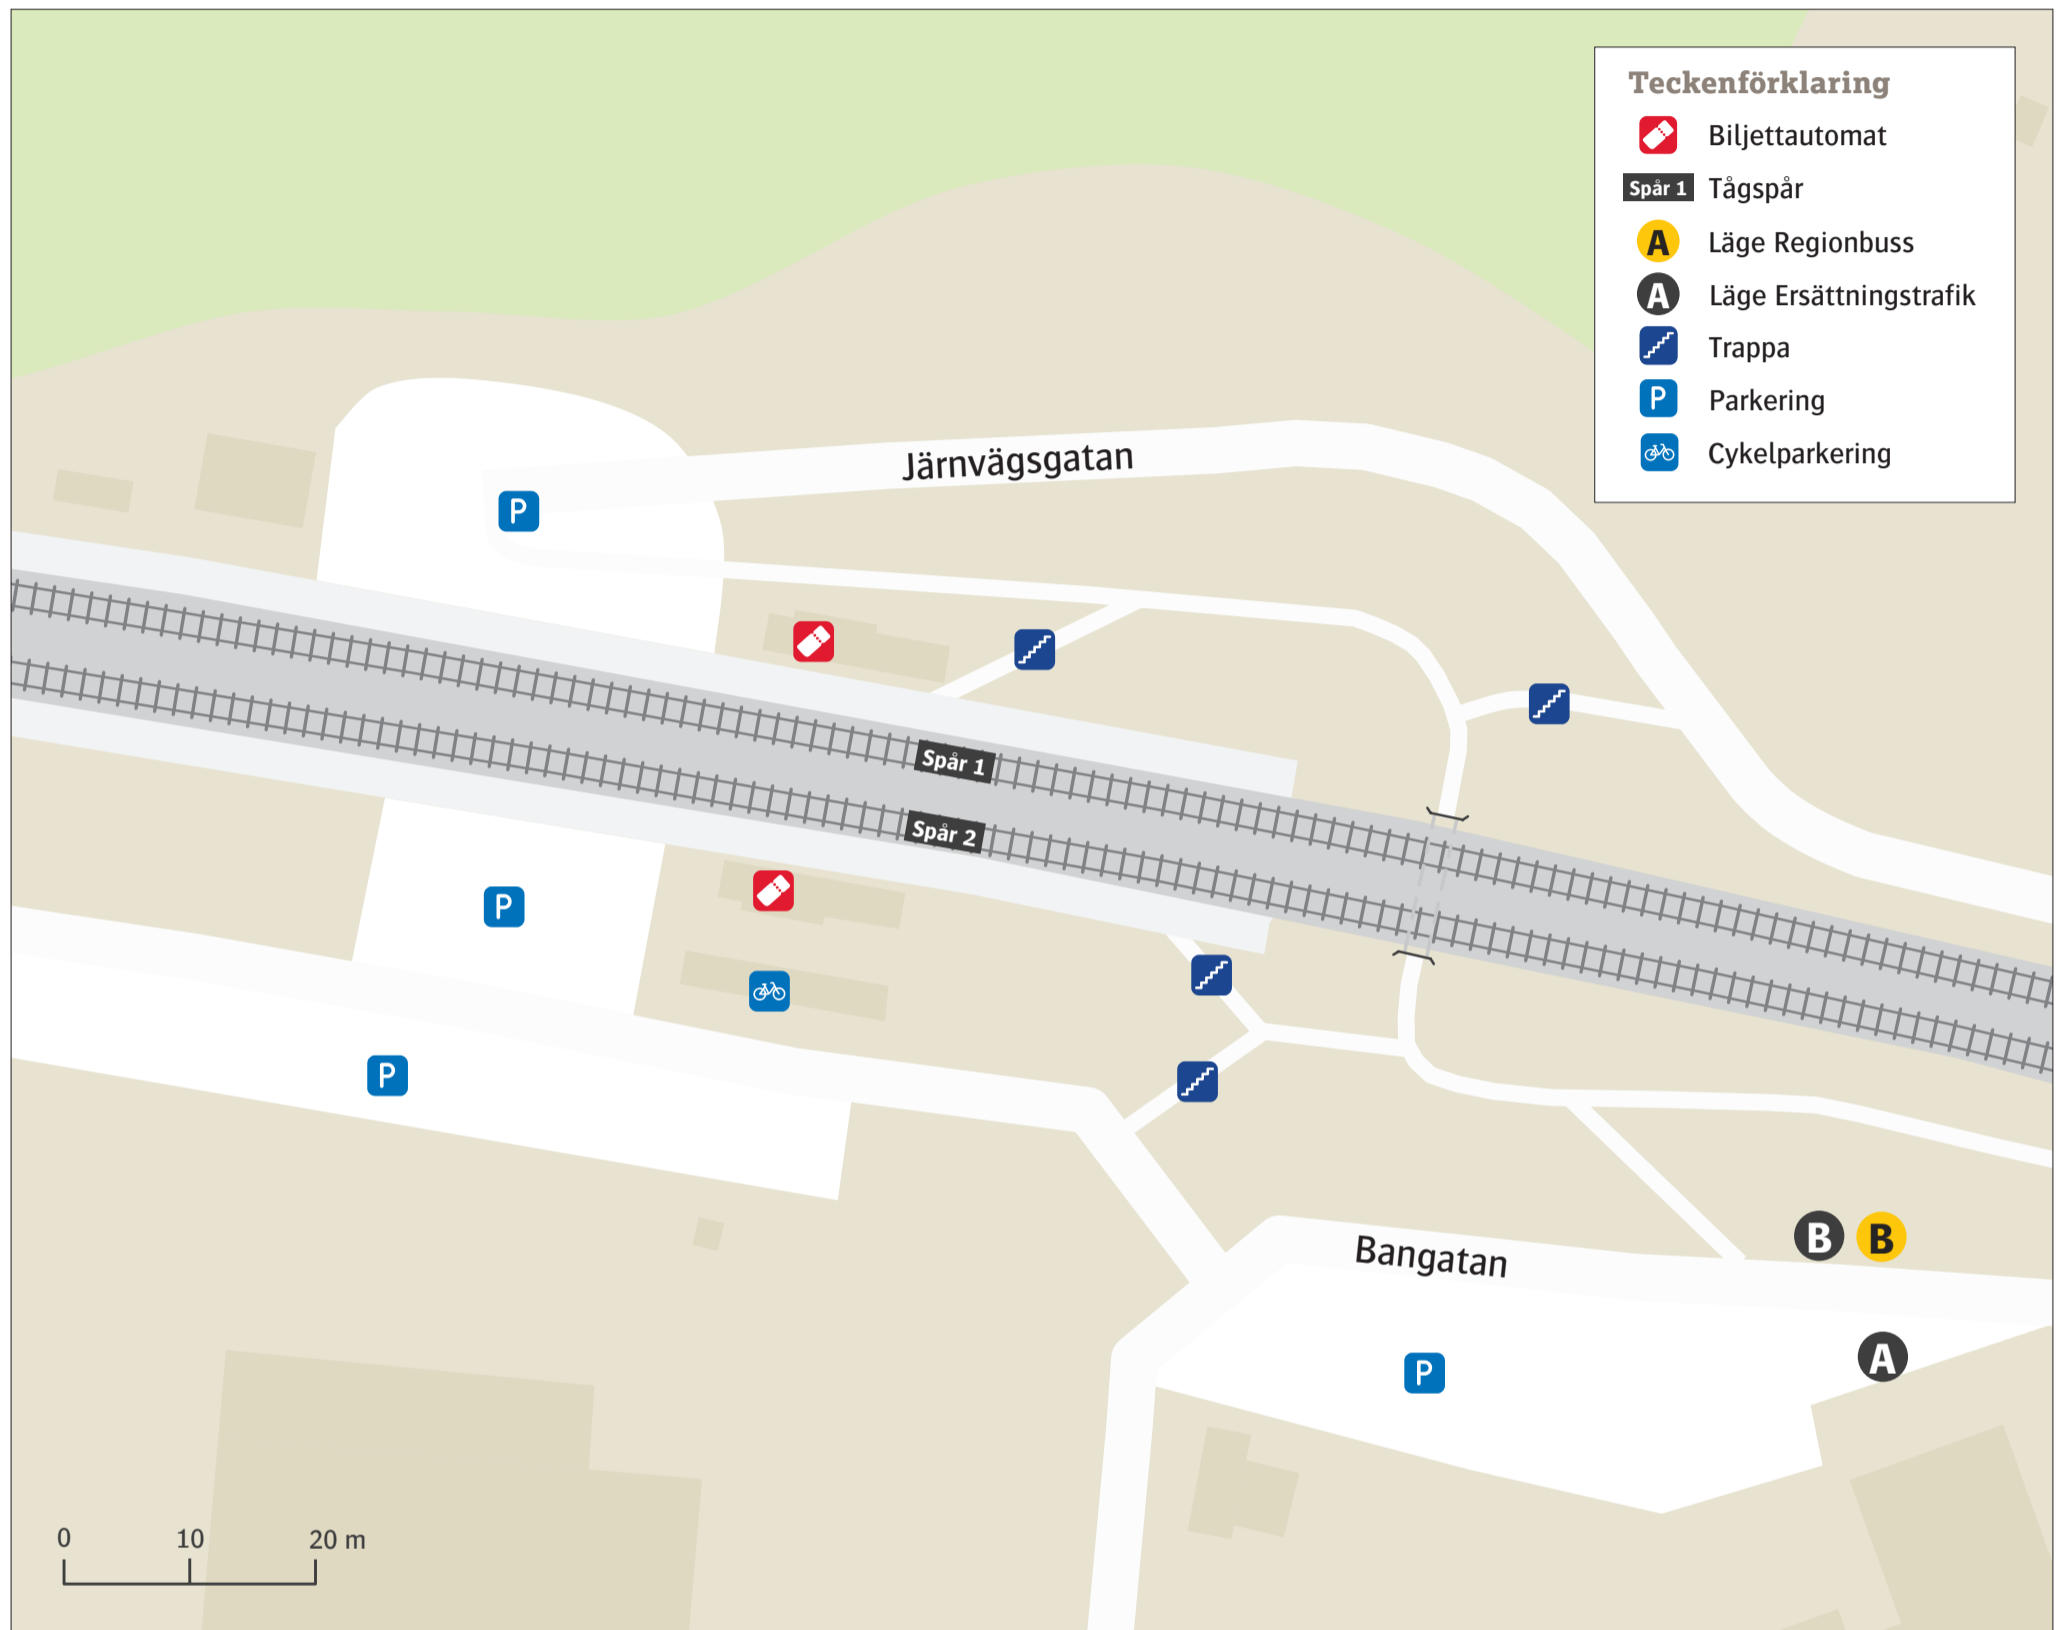 Teckenförklaring
Biljettautomat
Spår 1 Tågspår
A Läge Regionbuss
A Läge Ersättningstrafik
Trappa
P Parkering
Cykelparkering
Järnvägsgatan
P
Spår 1
Spår 2
P
P
B B
Bangatan
A
P
0 10 20 m